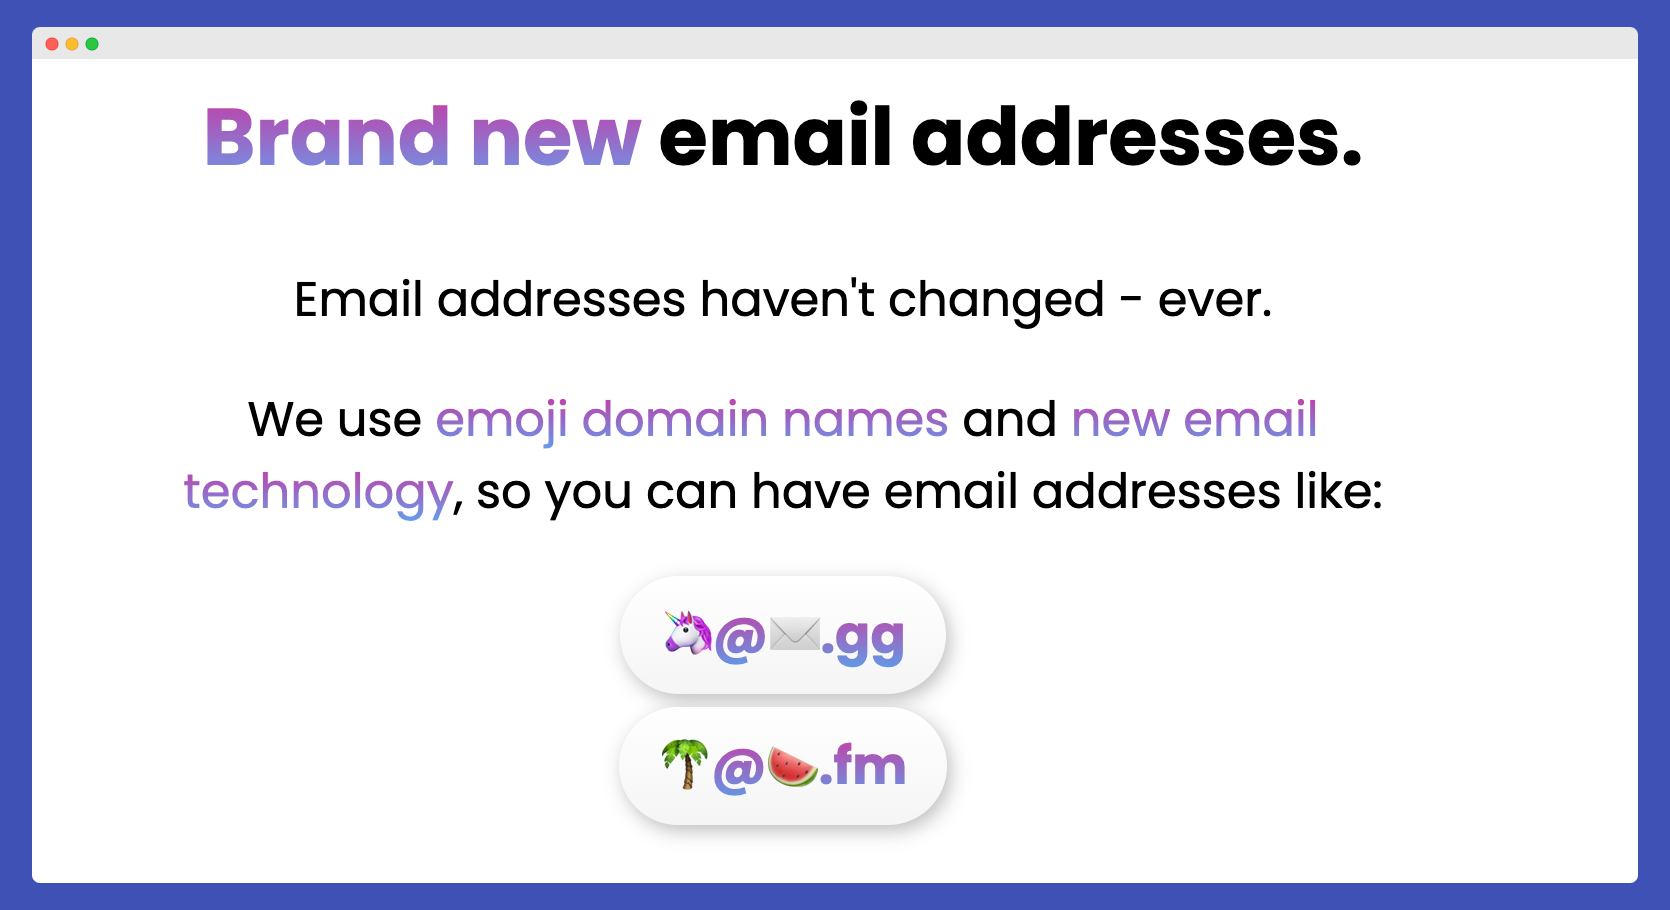 Brand new email addresses.
Email addresses haven't changed - ever.
We use emoji domain names and new email
technology, so you can have email addresses like:
🦄@✉️.gg
🌴@🍉.fm